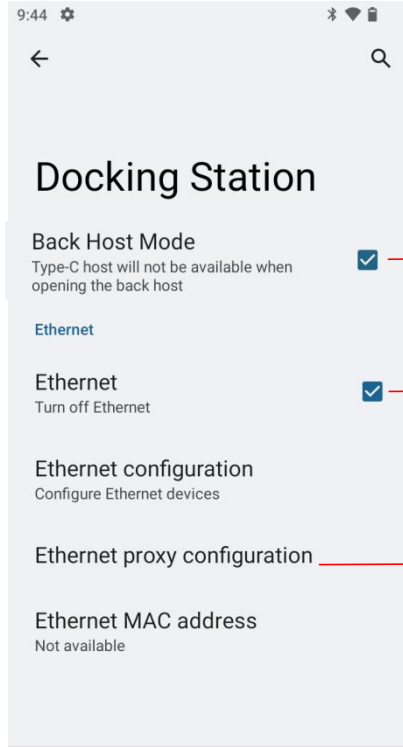 9:44
Docking Station
Back Host Mode
Type-C host will not be available when
opening the back host
Ethernet
Ethernet
Turn off Ethernet
Ethernet configuration
Configure Ethernet devices
Ethernet proxy configuration
Ethernet MAC address
Not available